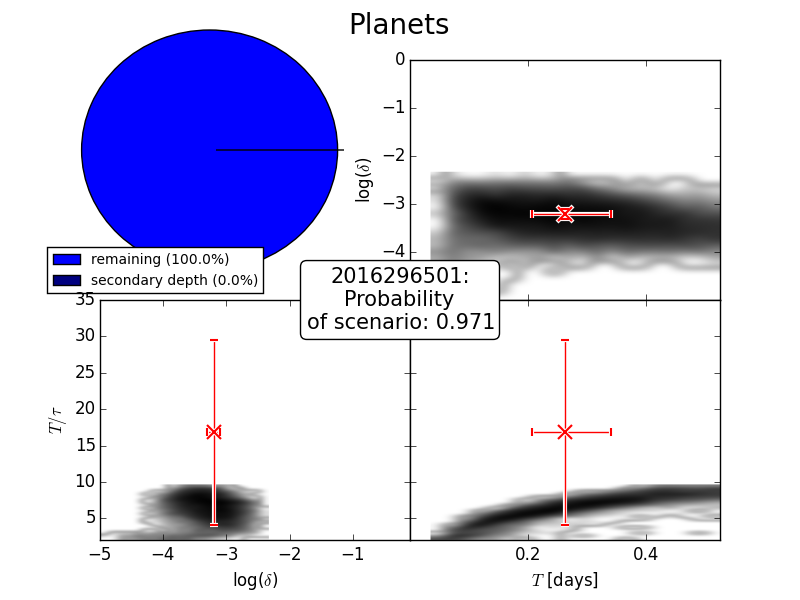 Planets
remaining (100.0%)
secondary depth (0.0%)
0
−1
−2
−3
−4
log(δ)
2016296501:
Probability
of scenario: 0.971
35
30
25
20
15
10
5
T/τ
−5 −4 −3 −2 −1
log(δ)
0.2 0.4
T [days]